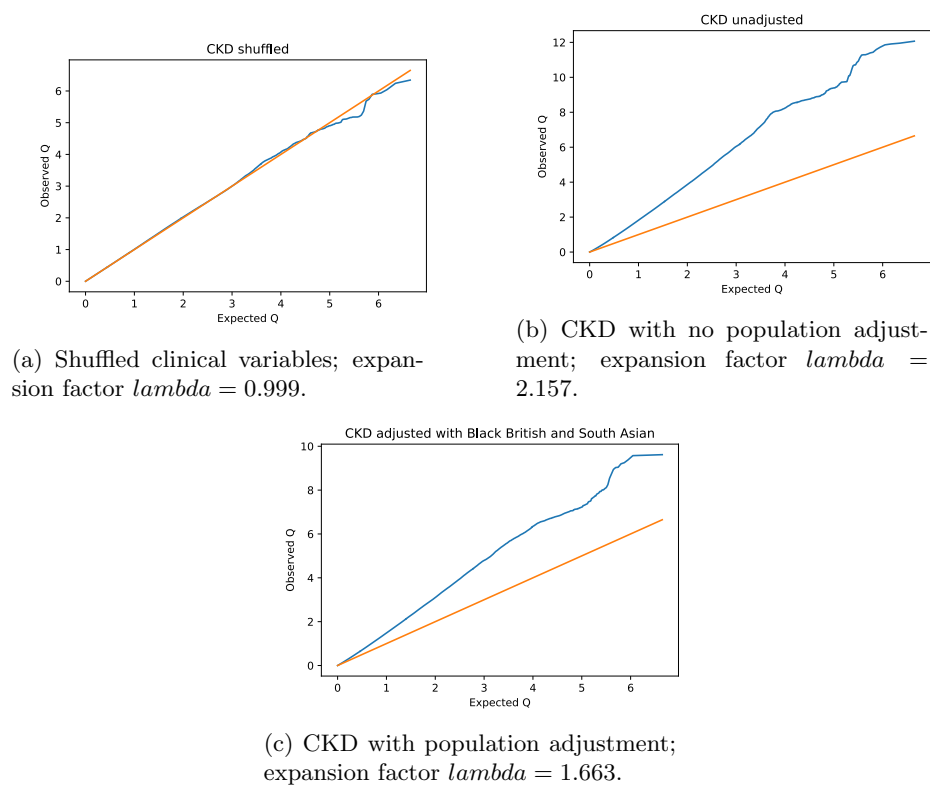 CKD shuffled
6
5
4
3
2
1
0
Observed Q
0 1 2 3 4 5 6
Expected Q
(a) Shuffled clinical variables; expan-
sion factor lambda = 0.999.
CKD unadjusted
12
10
8
6
4
2
0
Observed Q
0 1 2 3 4 5 6
Expected Q
(b) CKD with no population adjust-
ment; expansion factor lambda =
2.157.
CKD adjusted with Black British and South Asian
10
8
6
4
2
0
Observed Q
0 1 2 3 4 5 6
Expected Q
(c) CKD with population adjustment;
expansion factor lambda = 1.663.